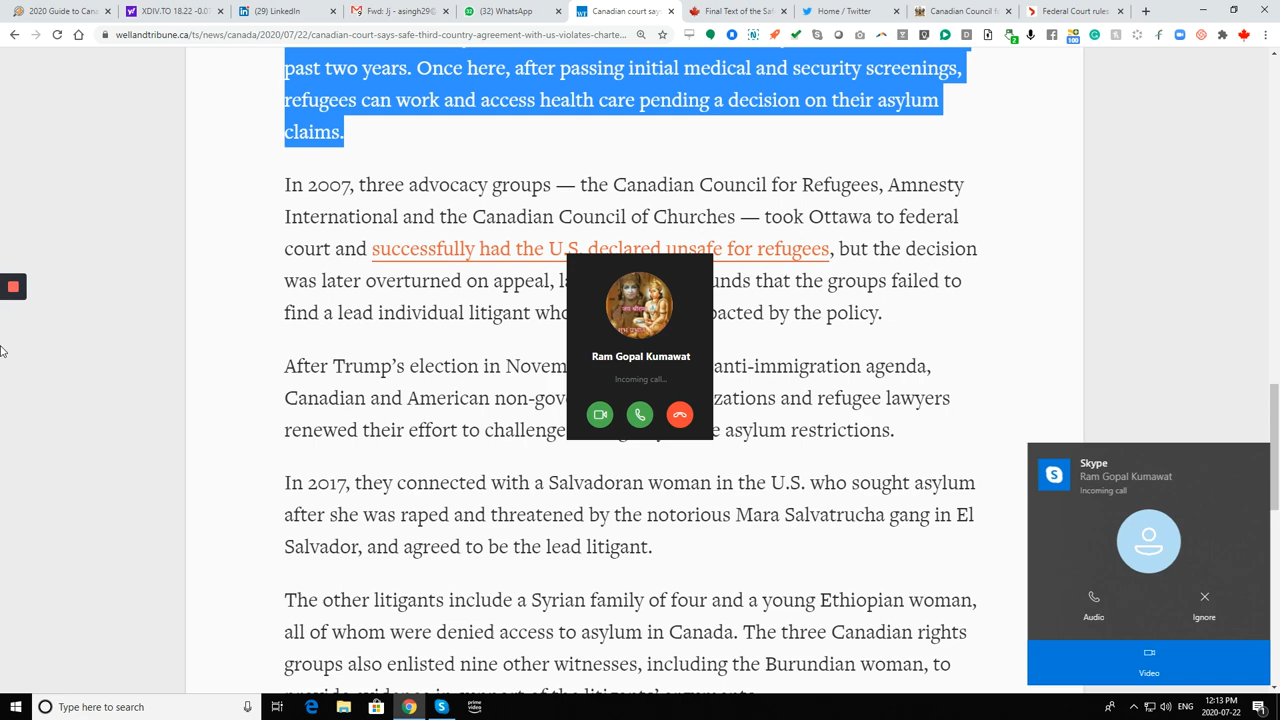 2020 Guide to Cana
XDIV.TO 18.22 -0.07
(29) LinkedIn
Fwd: Jj - asingh29@
(32) WhatsApp
Canadian court says
Final Text of the Saf
Home / Twitter
Canadian Council fo
Federal Court rules
wellandtribune.ca/ts/news/canada/2020/07/22/canadian-court-says-safe-third-country-agreement-with-us-violates-charte...
past two years. Once here, after passing initial medical and security screenings,
refugees can work and access health care pending a decision on their asylum
claims.
In 2007, three advocacy groups — the Canadian Council for Refugees, Amnesty
International and the Canadian Council of Churches — took Ottawa to federal
court and successfully had the U.S. declared unsafe for refugees, but the decision
was later overturned on appeal, la unds that the groups failed to
find a lead individual litigant who pacted by the policy.
After Trump's election in Novem anti-immigration agenda,
Canadian and American non-gov zations and refugee lawyers
renewed their effort to challenge asylum restrictions.
In 2017, they connected with a Salvadoran woman in the U.S. who sought asylum
after she was raped and threatened by the notorious Mara Salvatrucha gang in El
Salvador, and agreed to be the lead litigant.
The other litigants include a Syrian family of four and a young Ethiopian woman,
all of whom were denied access to asylum in Canada. The three Canadian rights
groups also enlisted nine other witnesses, including the Burundian woman, to
जय श्रीराम
शुभ प्रभात
Ram Gopal Kumawat
Incoming call...
Skype
Ram Gopal Kumawat
Incoming call
Audio
Ignore
Video
Type here to search
prime video
ENG
12:13 PM
2020-07-22